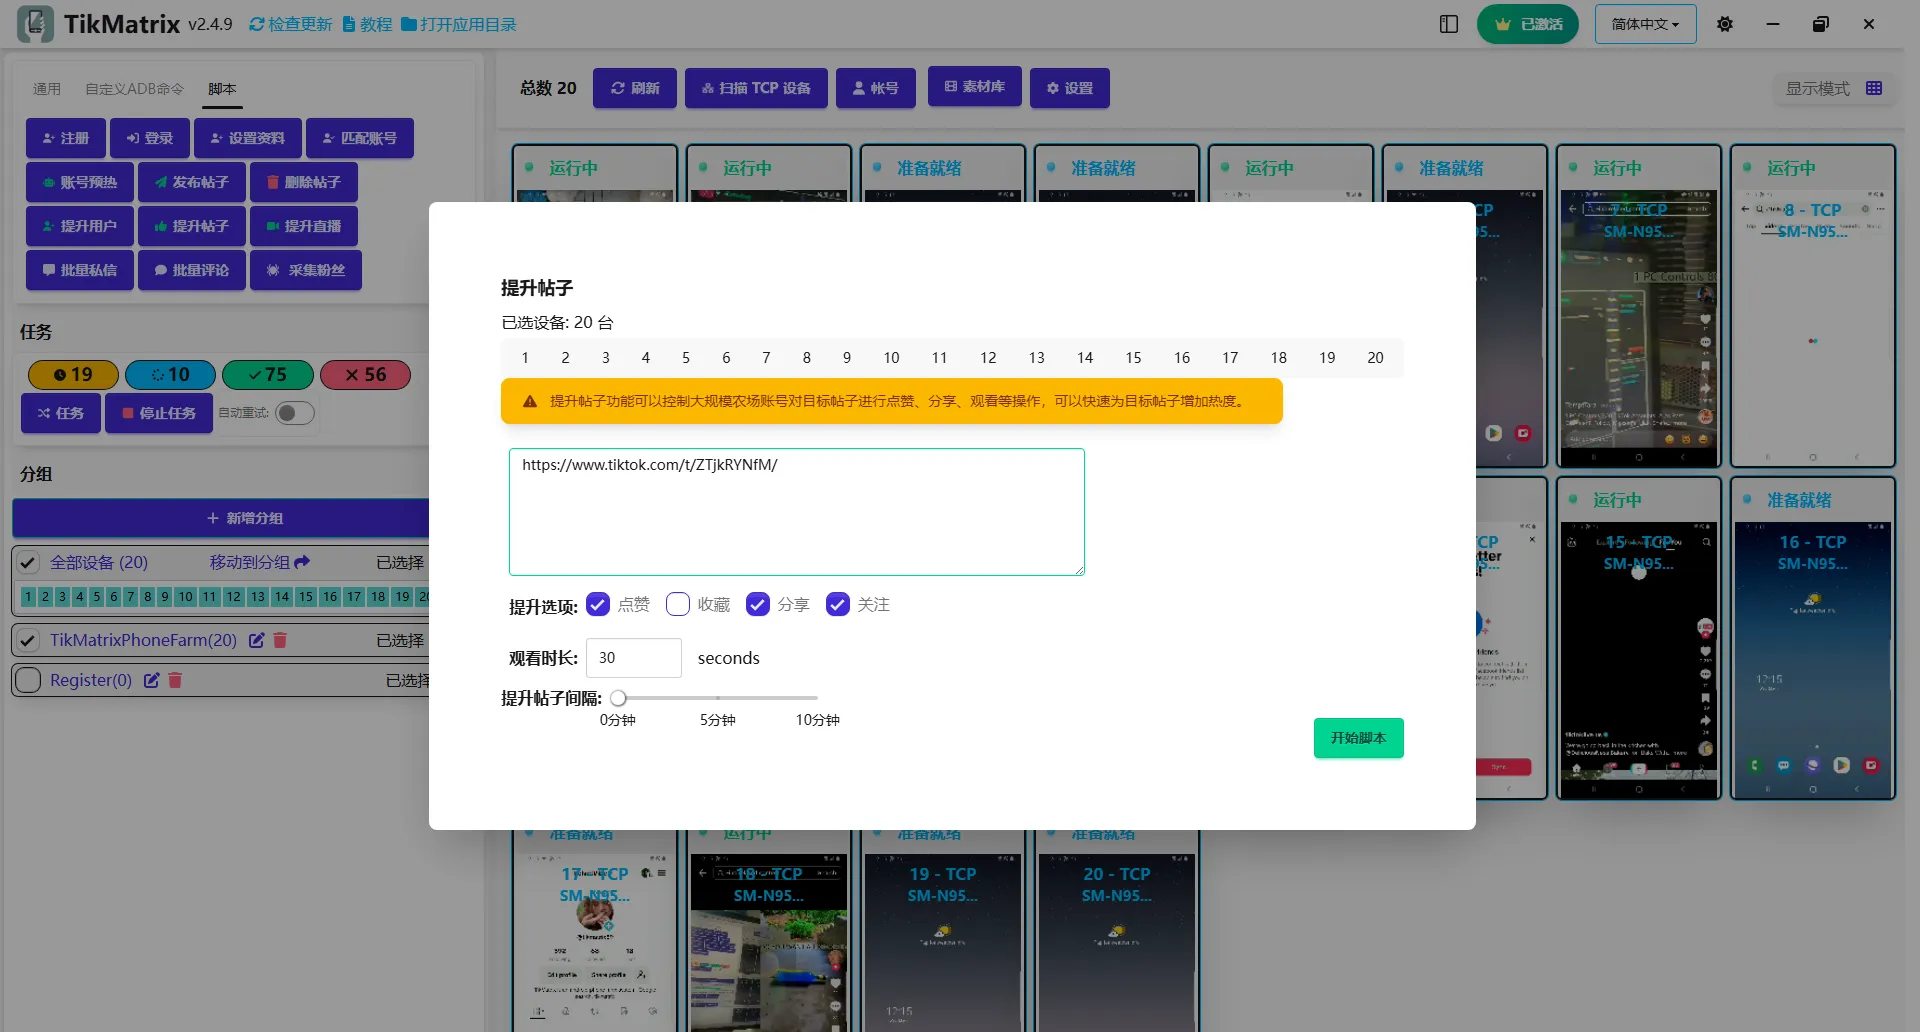 TikMatrix v2.4.9 检查更新 教程 打开应用目录
已激活 简体中文
通用 自定义ADB命令 脚本
注册 登录 设置资料 匹配账号
账号预热 发布帖子 删除帖子
提升用户 提升帖子 提升直播
批量私信 批量评论 采集粉丝
任务
19 10 75 56
任务 停止任务 自动重试:
分组
新增分组
全部设备 (20) 移动到分组 已选择
1 2 3 4 5 6 7 8 9 10 11 12 13 14 15 16 17 18 19 20
TikMatrixPhoneFarm(20) 已选择
Register(0) 已选择
总数 20 刷新 扫描 TCP 设备 帐号 素材库 设置
显示模式
运行中 运行中 准备就绪 准备就绪 运行中 准备就绪 运行中 运行中
7 - TCP
SM-N95...
8 - TCP
SM-N95...
提升帖子
已选设备: 20 台
1 2 3 4 5 6 7 8 9 10 11 12 13 14 15 16 17 18 19 20
提升帖子功能可以控制大规模农场账号对目标帖子进行点赞、分享、观看等操作，可以快速为目标帖子增加热度。
https://www.tiktok.com/t/ZTjkRYNfM/
提升选项: 点赞 收藏 分享 关注
观看时长: 30 seconds
提升帖子间隔:
0分钟 5分钟 10分钟
开始脚本
运行中 准备就绪
15 - TCP
SM-N95...
16 - TCP
SM-N95...
12:15
准备就绪 运行中 准备就绪 准备就绪
17 - TCP
SM-N95...
18 - TCP
SM-N95...
19 - TCP
SM-N95...
20 - TCP
SM-N95...
Edit profile Share profile
12:15